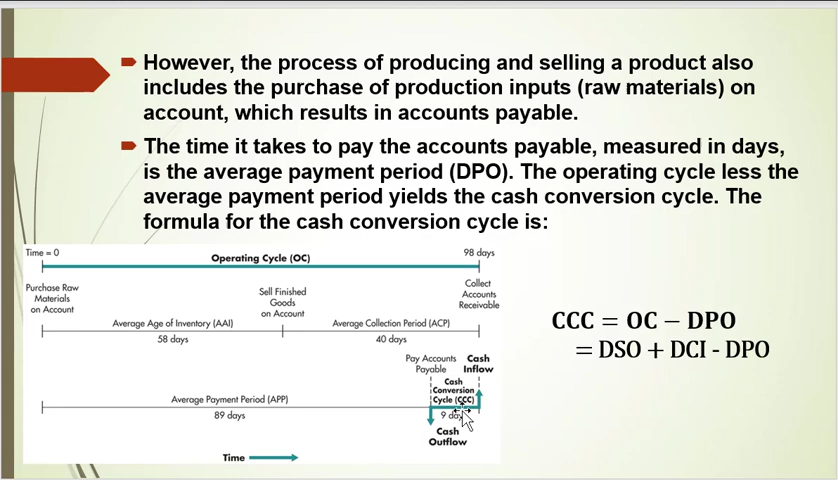 However, the process of producing and selling a product also
includes the purchase of production inputs (raw materials) on
account, which results in accounts payable.
The time it takes to pay the accounts payable, measured in days,
is the average payment period (DPO). The operating cycle less the
average payment period yields the cash conversion cycle. The
formula for the cash conversion cycle is:
Time = 0
Operating Cycle (OC)
98 days
Purchase Raw
Materials
on Account
Sell Finished
Goods
on Account
Collect
Accounts
Receivable
Average Age of Inventory (AAI)
Average Collection Period (ACP)
58 days
40 days
Pay Accounts
Payable
Cash
Inflow
Cash
Conversion
Cycle (CCC)
Average Payment Period (APP)
89 days
9
Cash
Outflow
Time
CCC = OC – DPO
= DSO + DCI - DPO